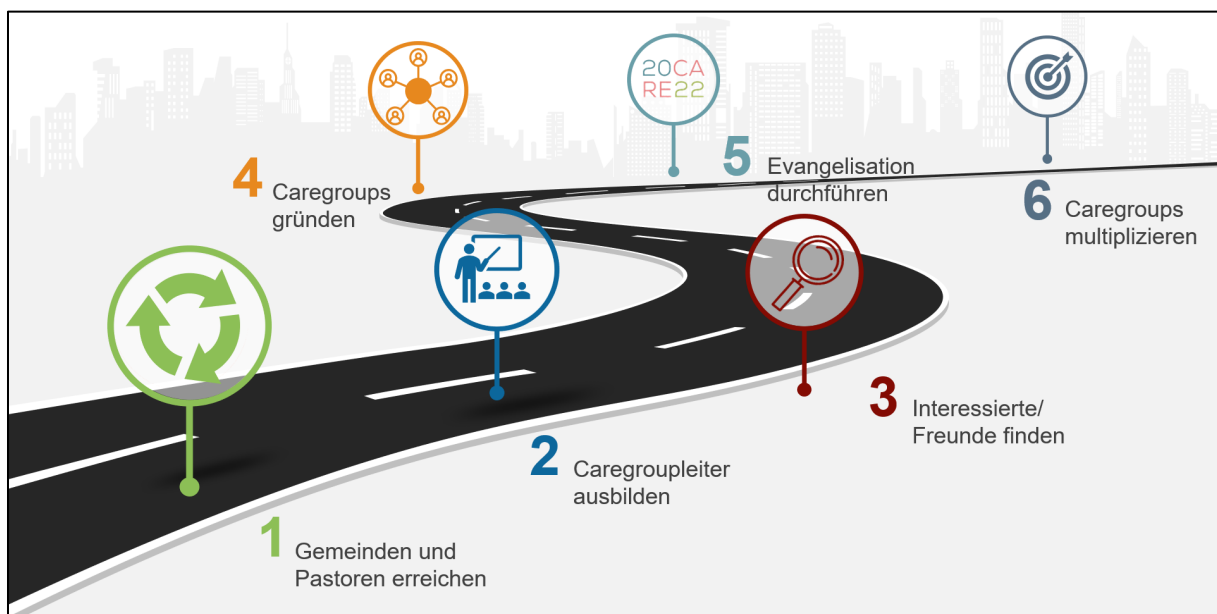 1
Gemeinden und
Pastoren erreichen
2
Caregroupleiter
ausbilden
3
Interessierte/
Freunde finden
4
Caregroups
gründen
20CA
RE22
5
Evangelisation
durchführen
6
Caregroups
multiplizieren